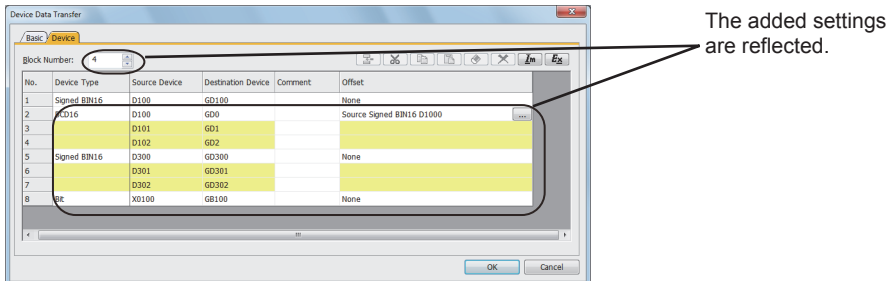 Device Data Transfer
Basic Device
Block Number: 4 Im Ex
No. Device Type Source Device Destination Device Comment Offset
1 Signed BIN16 D100 GD100 None
2 BCD16 D100 GD0 Source Signed BIN16 D1000 ...
3 D101 GD1
4 D102 GD2
5 Signed BIN16 D300 GD300 None
6 D301 GD301
7 D302 GD302
8 Bit X0100 GB100 None
OK Cancel
The added settings
are reflected.